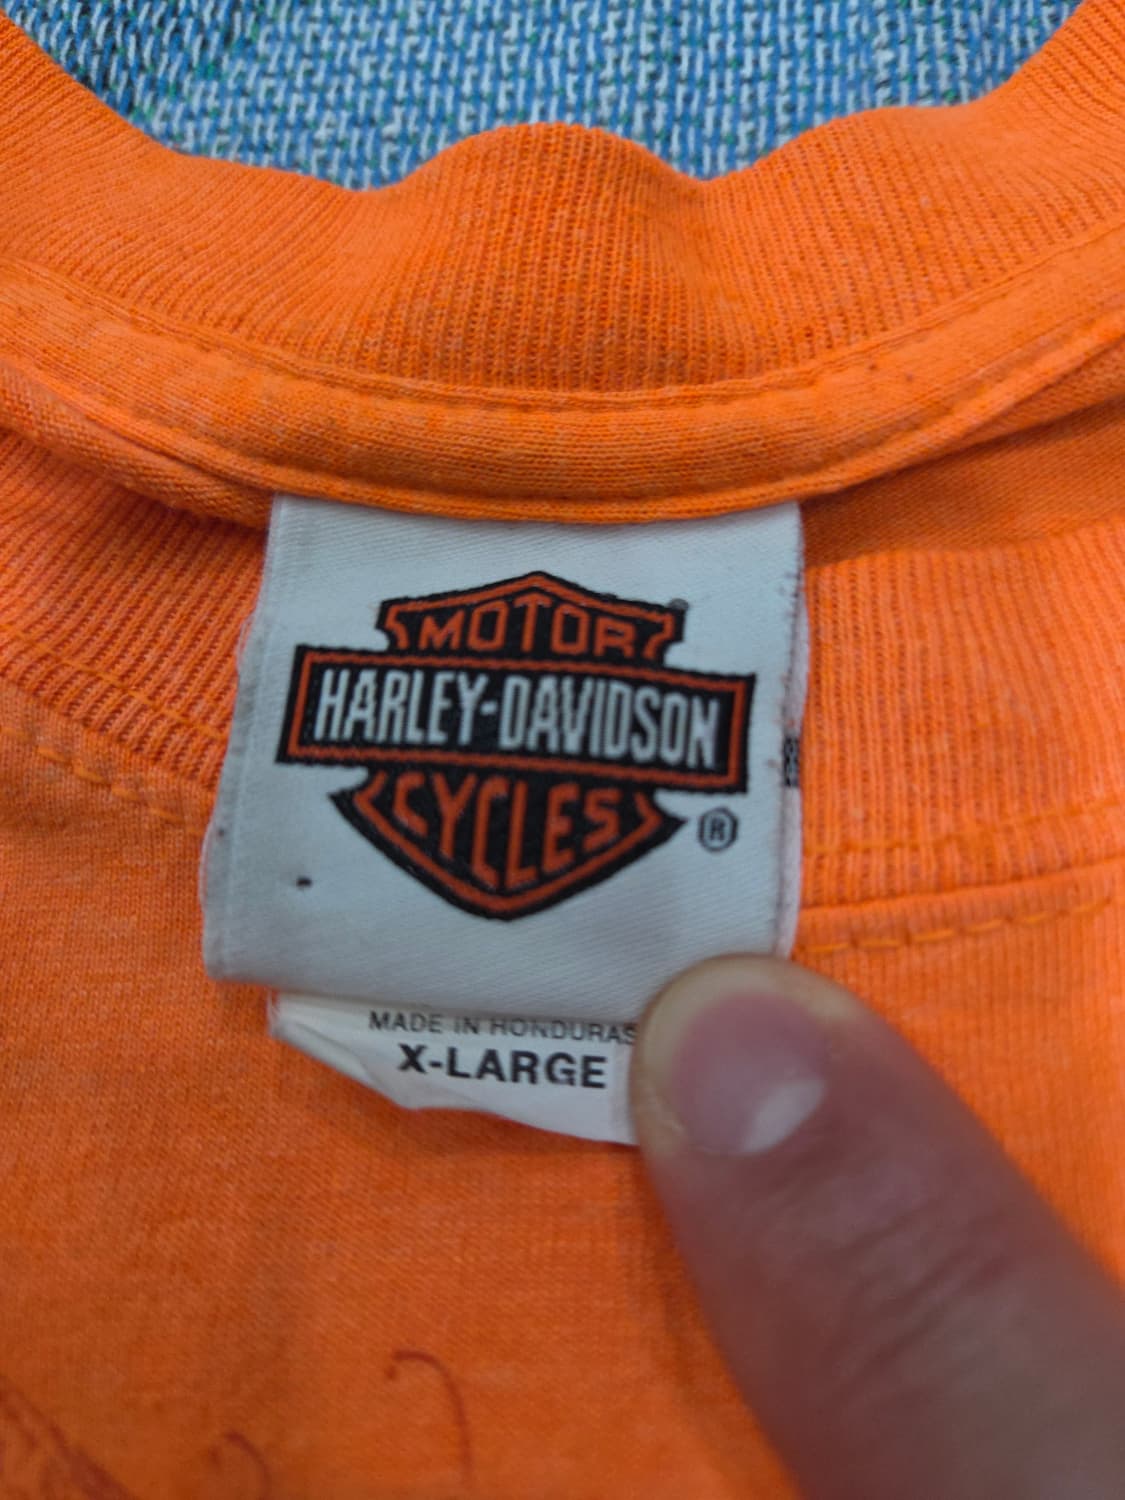 MOTOR
HARLEY-DAVIDSON
CYCLES
®
MADE IN HONDURAS
X-LARGE